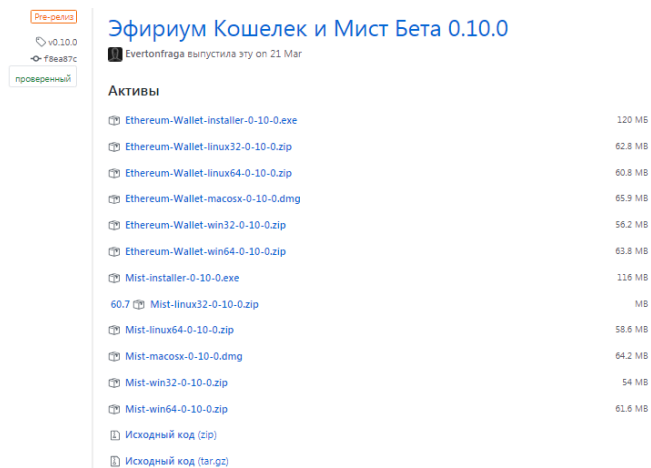 Pre-релиз
v0.10.0
f8ea87c
проверенный
Эфириум Кошелек и Мист Бета 0.10.0
Evertonfraga выпустила эту on 21 Mar
Активы
Ethereum-Wallet-installer-0-10-0.exe 120 MB
Ethereum-Wallet-linux32-0-10-0.zip 62.8 MB
Ethereum-Wallet-linux64-0-10-0.zip 60.8 MB
Ethereum-Wallet-macosx-0-10-0.dmg 65.9 MB
Ethereum-Wallet-win32-0-10-0.zip 56.2 MB
Ethereum-Wallet-win64-0-10-0.zip 63.8 MB
Mist-installer-0-10-0.exe 116 MB
60.7 Mist-linux32-0-10-0.zip MB
Mist-linux64-0-10-0.zip 58.6 MB
Mist-macosx-0-10-0.dmg 64.2 MB
Mist-win32-0-10-0.zip 54 MB
Mist-win64-0-10-0.zip 61.6 MB
Исходный код (zip)
Исходный код (tar.gz)